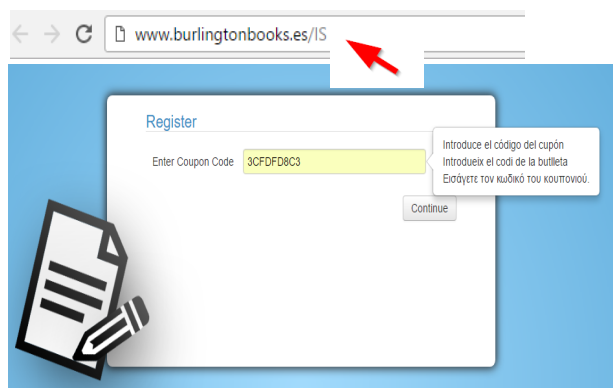 www.burlingtonbooks.es/IS
Register
Enter Coupon Code 3CFDFD8C3
Introduce el código del cupón
Introdueix el codi de la butlleta
Εισάγετε τον κωδικό του κουπονιού.
Continue